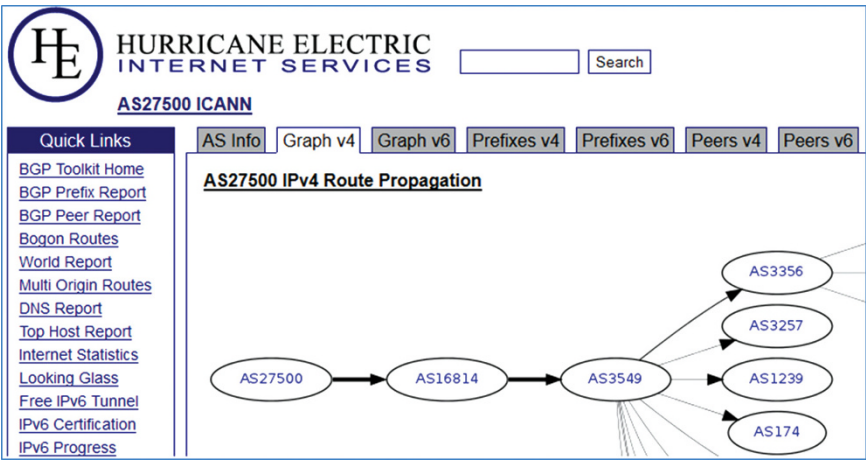 HE
HURRICANE ELECTRIC
INTERNET SERVICES
Search
AS27500 ICANN
Quick Links
BGP Toolkit Home
BGP Prefix Report
BGP Peer Report
Bogon Routes
World Report
Multi Origin Routes
DNS Report
Top Host Report
Internet Statistics
Looking Glass
Free IPv6 Tunnel
IPv6 Certification
IPv6 Progress
AS Info Graph v4 Graph v6 Prefixes v4 Prefixes v6 Peers v4 Peers v6
AS27500 IPv4 Route Propagation
AS3356
AS3257
AS27500 AS16814 AS3549 AS1239
AS174